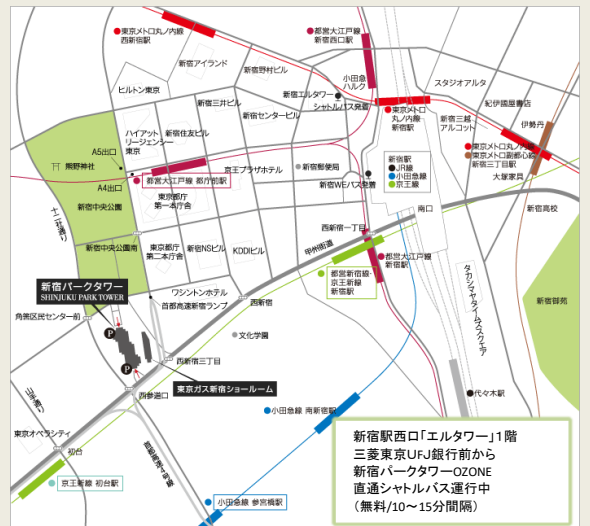 東京メトロ丸ノ内線
西新宿駅
都営大江戸線
新宿西口駅
新宿アイランド
新宿野村ビル
小田急
ハルク
スタジオアルタ
ヒルトン東京
新宿エルタワー
シャトルバス発着
紀伊國屋書店
新宿三井ビル
新宿センタービル
東京メトロ
丸ノ内線
新宿駅
新宿三越
アルコット
伊勢丹
ハイアット
リージェンシー
東京
新宿住友ビル
A5出口
熊野神社
京王プラザホテル
新宿郵便局
新宿駅
JR線
小田急線
京王線
東京メトロ丸ノ内線
東京メトロ副都心線
新宿三丁目駅
大塚家具
A4出口
都営大江戸線 都庁前駅
新宿WEバス発着
新宿中央公園
東京都庁
第一本庁舎
南口
新宿高校
十二社通り
西新宿一丁目
新宿中央公園南
東京都庁
第二本庁舎
新宿NSビル
KDDIビル
甲州街道
都営大江戸線
新宿駅
都営新宿線・
京王新線
新宿駅
タカシマヤタイムズスクエア
新宿御苑
新宿パークタワー
SHINJUKU PARK TOWER
ワシントンホテル
首都高速新宿ランプ
西新宿
角筈区民センター前
文化学園
P
西新宿三丁目
P
東京ガス新宿ショールーム
代々木駅
山手通り
西参道口
小田急線 南新宿駅
東京オペラシティ
初台
首都高速4号線
京王新線 初台駅
小田急線 参宮橋駅
新宿駅西口「エルタワー」1階
三菱東京UFJ銀行前から
新宿パークタワーOZONE
直通シャトルバス運行中
（無料/10～15分間隔）